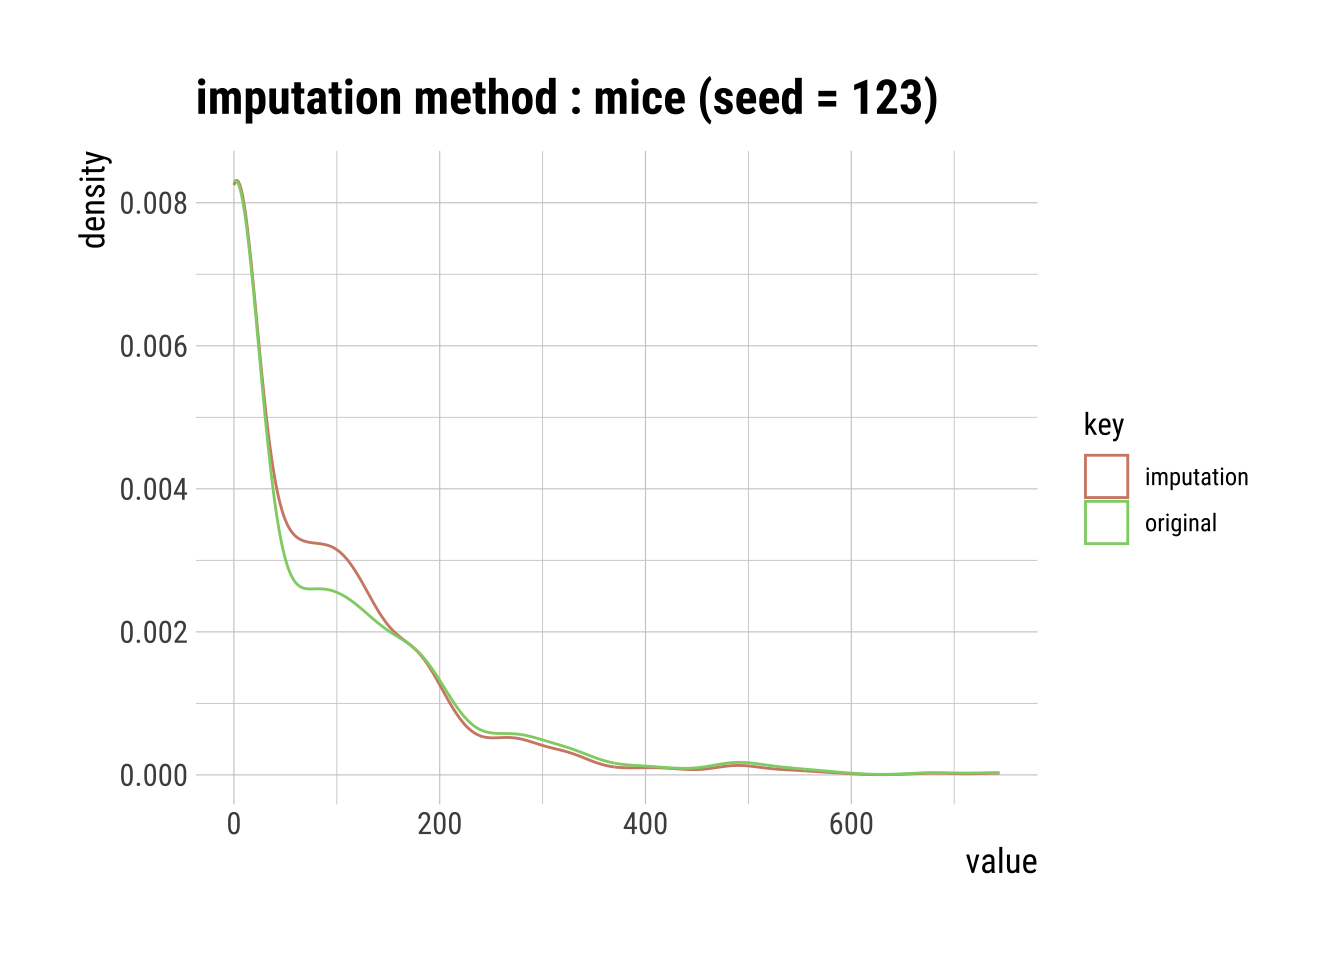 imputation method : mice (seed = 123)
density
0.008
0.006
0.004
0.002
0.000
0 200 400 600
value
key
imputation
original